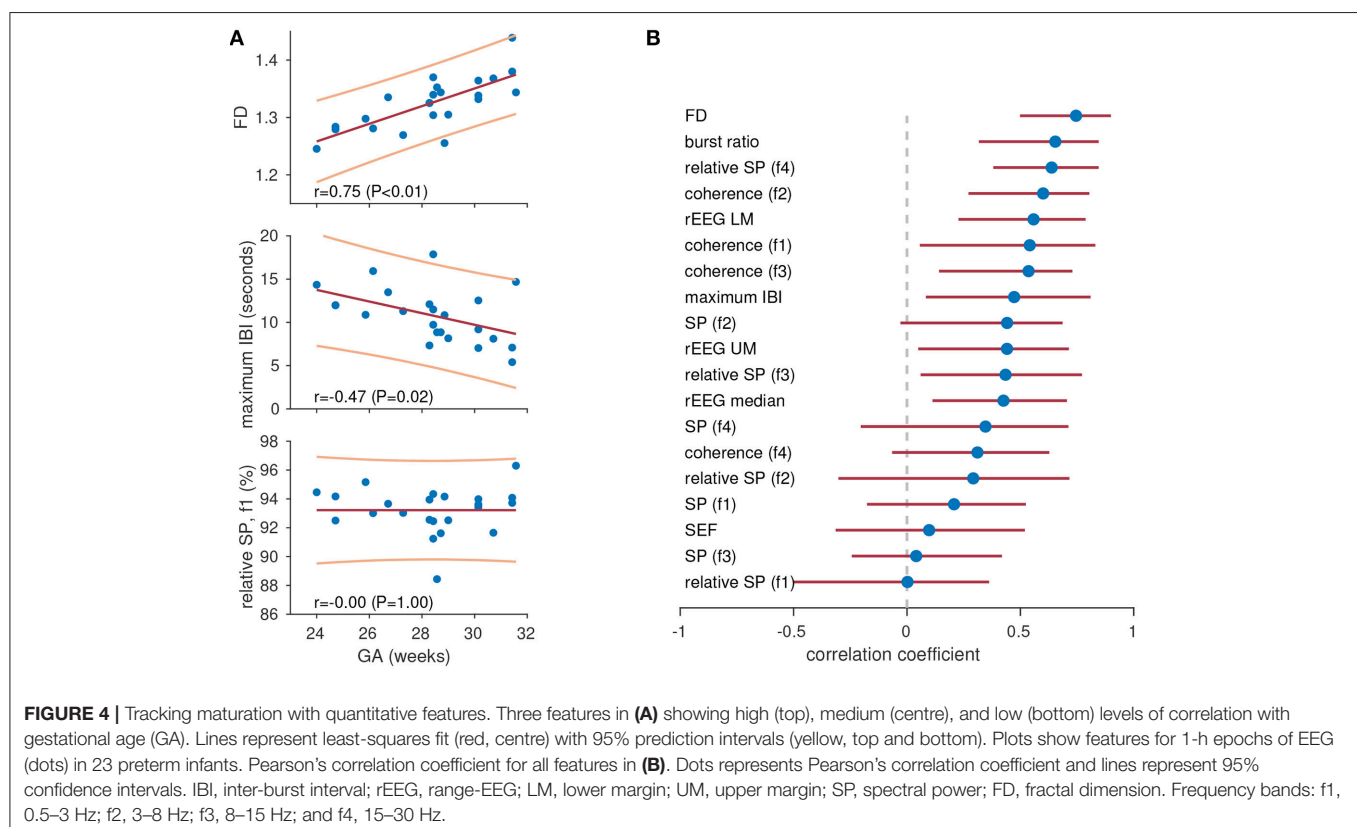 A
1.4
1.3
1.2
FD
r=0.75 (P<0.01)
20
15
10
5
0
maximum IBI (seconds)
r=-0.47 (P=0.02)
98
96
94
92
90
88
86
relative SP, f1 (%)
r=-0.00 (P=1.00)
24 26 28 30 32
GA (weeks)
B
FD
burst ratio
relative SP (f4)
coherence (f2)
rEEG LM
coherence (f1)
coherence (f3)
maximum IBI
SP (f2)
rEEG UM
relative SP (f3)
rEEG median
SP (f4)
coherence (f4)
relative SP (f2)
SP (f1)
SEF
SP (f3)
relative SP (f1)
-1 -0.5 0 0.5 1
correlation coefficient
FIGURE 4 | Tracking maturation with quantitative features. Three features in (A) showing high (top), medium (centre), and low (bottom) levels of correlation with
gestational age (GA). Lines represent least-squares fit (red, centre) with 95% prediction intervals (yellow, top and bottom). Plots show features for 1-h epochs of EEG
(dots) in 23 preterm infants. Pearson's correlation coefficient for all features in (B). Dots represents Pearson's correlation coefficient and lines represent 95%
confidence intervals. IBI, inter-burst interval; rEEG, range-EEG; LM, lower margin; UM, upper margin; SP, spectral power; FD, fractal dimension. Frequency bands: f1,
0.5–3 Hz; f2, 3–8 Hz; f3, 8–15 Hz; and f4, 15–30 Hz.